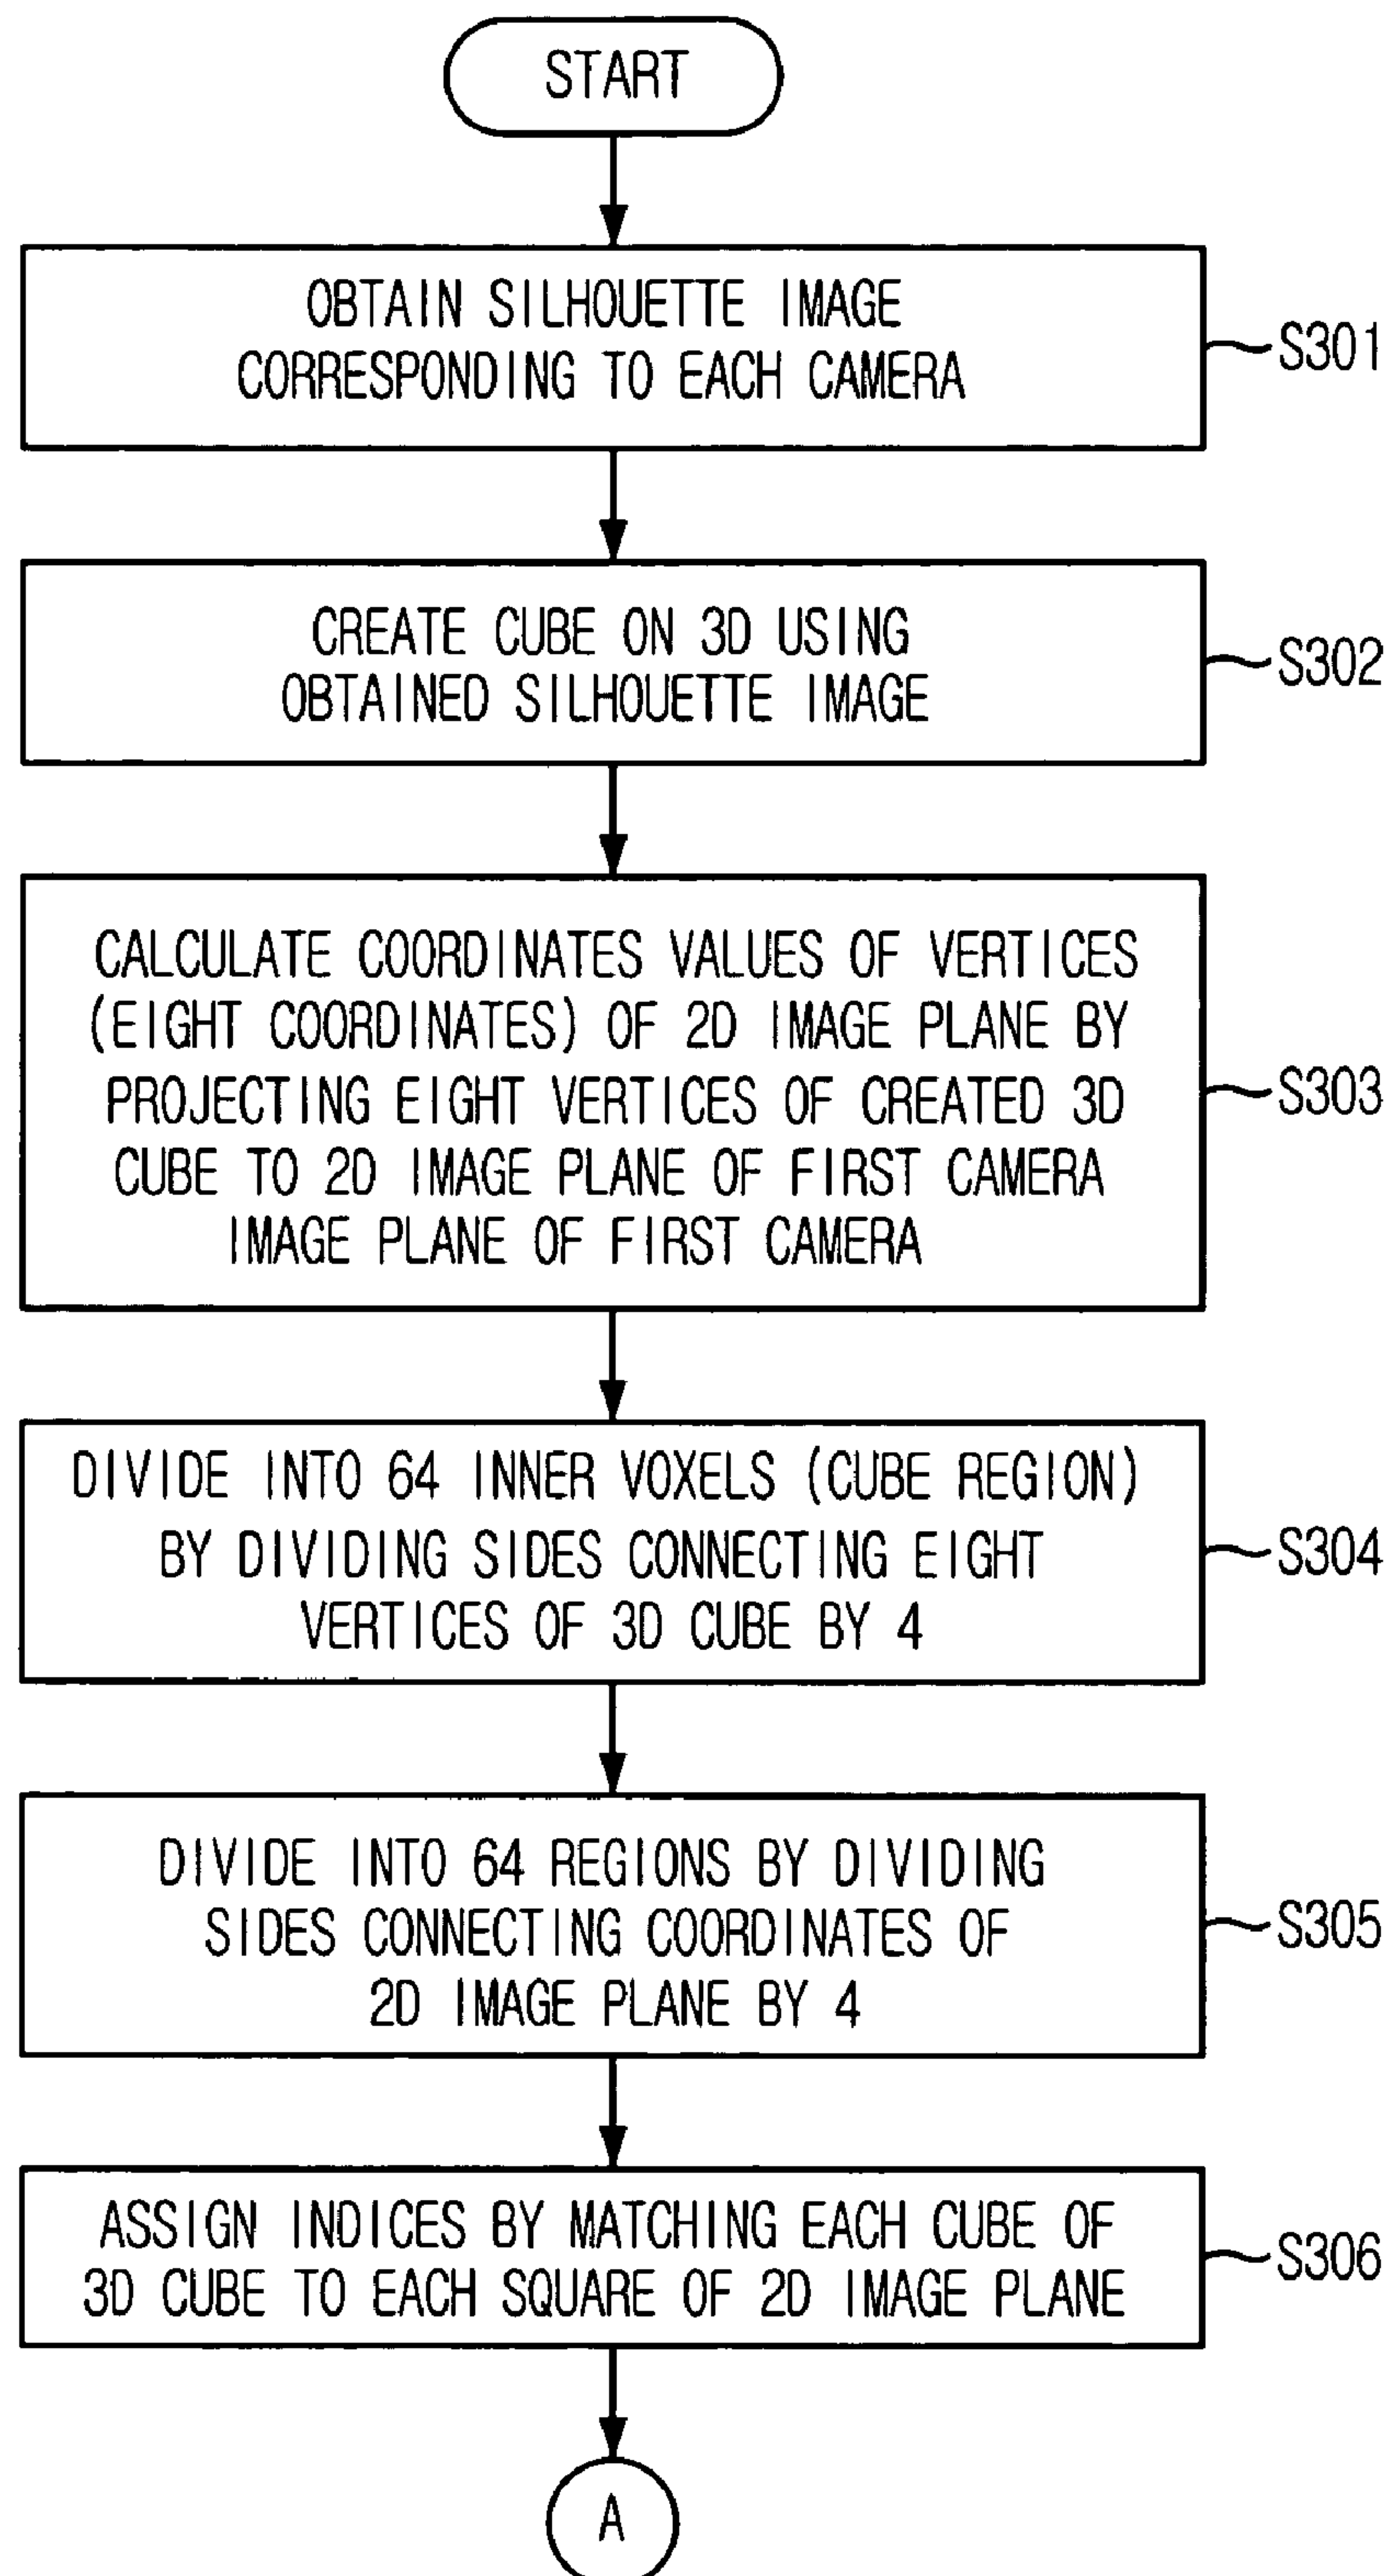 START
OBTAIN SILHOUETTE IMAGE
CORRESPONDING TO EACH CAMERA
S301
CREATE CUBE ON 3D USING
OBTAINED SILHOUETTE IMAGE
S302
CALCULATE COORDINATES VALUES OF VERTICES
(EIGHT COORDINATES) OF 2D IMAGE PLANE BY
PROJECTING EIGHT VERTICES OF CREATED 3D
CUBE TO 2D IMAGE PLANE OF FIRST CAMERA
IMAGE PLANE OF FIRST CAMERA
S303
DIVIDE INTO 64 INNER VOXELS (CUBE REGION)
BY DIVIDING SIDES CONNECTING EIGHT
VERTICES OF 3D CUBE BY 4
S304
DIVIDE INTO 64 REGIONS BY DIVIDING
SIDES CONNECTING COORDINATES OF
2D IMAGE PLANE BY 4
S305
ASSIGN INDICES BY MATCHING EACH CUBE OF
3D CUBE TO EACH SQUARE OF 2D IMAGE PLANE
S306
A